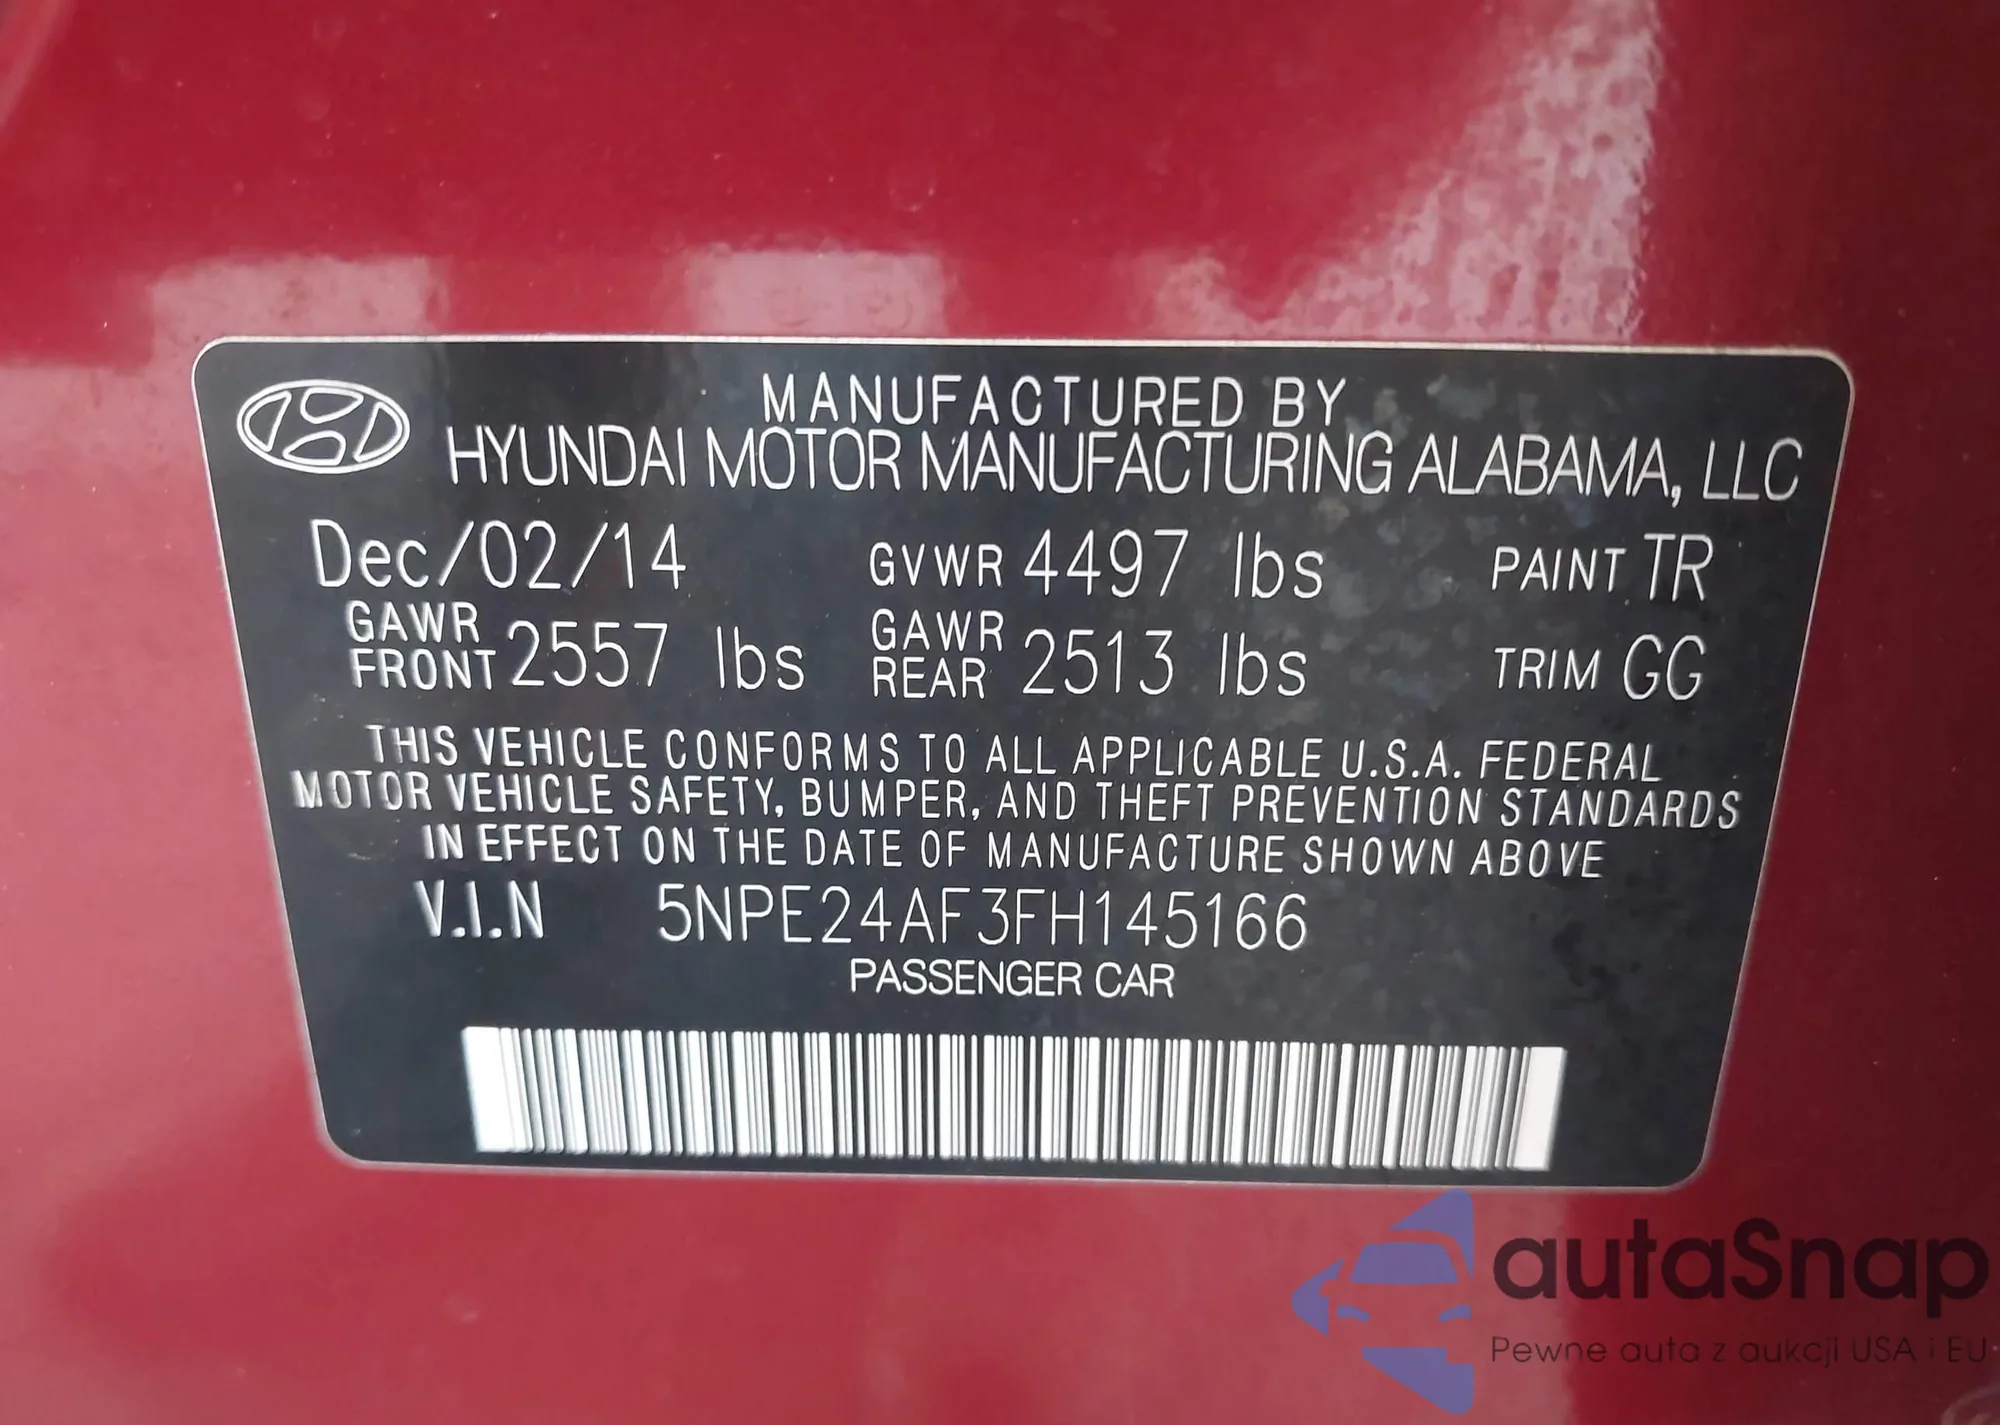 MANUFACTURED BY
HYUNDAI MOTOR MANUFACTURING ALABAMA, LLC
Dec/02/14 GVWR 4497 lbs PAINT TR
GAWR FRONT 2557 lbs GAWR REAR 2513 lbs TRIM GG
THIS VEHICLE CONFORMS TO ALL APPLICABLE U.S.A. FEDERAL
MOTOR VEHICLE SAFETY, BUMPER, AND THEFT PREVENTION STANDARDS
IN EFFECT ON THE DATE OF MANUFACTURE SHOWN ABOVE
V.I.N 5NPE24AF3FH145166
PASSENGER CAR
autaSnap
Pewne auta z aukcji USA i EU